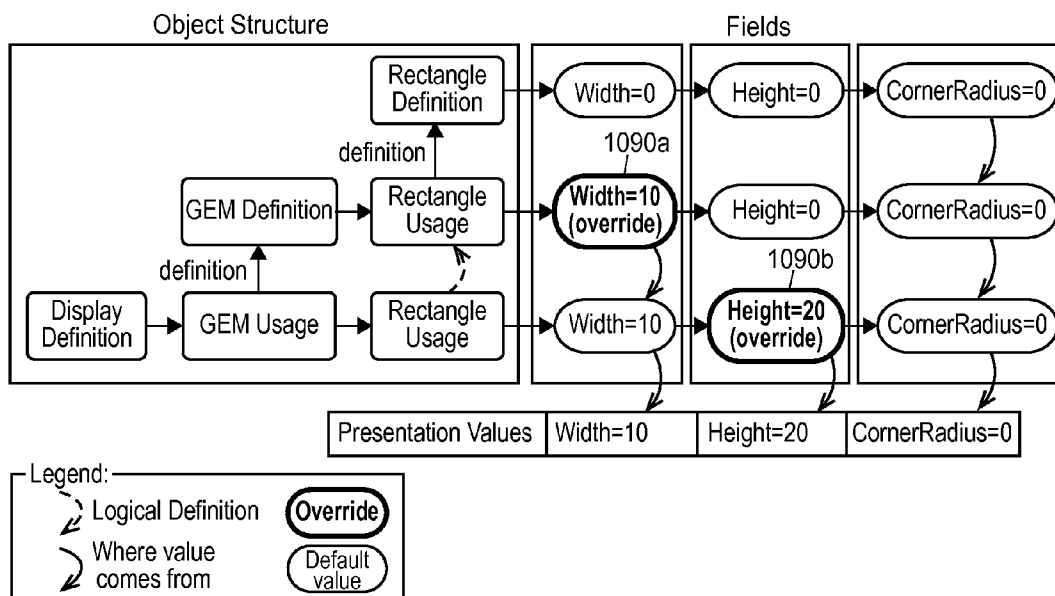 Object Structure
Fields
Rectangle
Definition
Width=0
Height=0
CornerRadius=0
definition
1090a
GEM Definition
Rectangle
Usage
Width=10
(override)
Height=0
CornerRadius=0
definition
1090b
Display
Definition
GEM Usage
Rectangle
Usage
Width=10
Height=20
(override)
CornerRadius=0
Presentation Values
Width=10
Height=20
CornerRadius=0
Legend:
Logical Definition
Override
Where value
comes from
Default
value